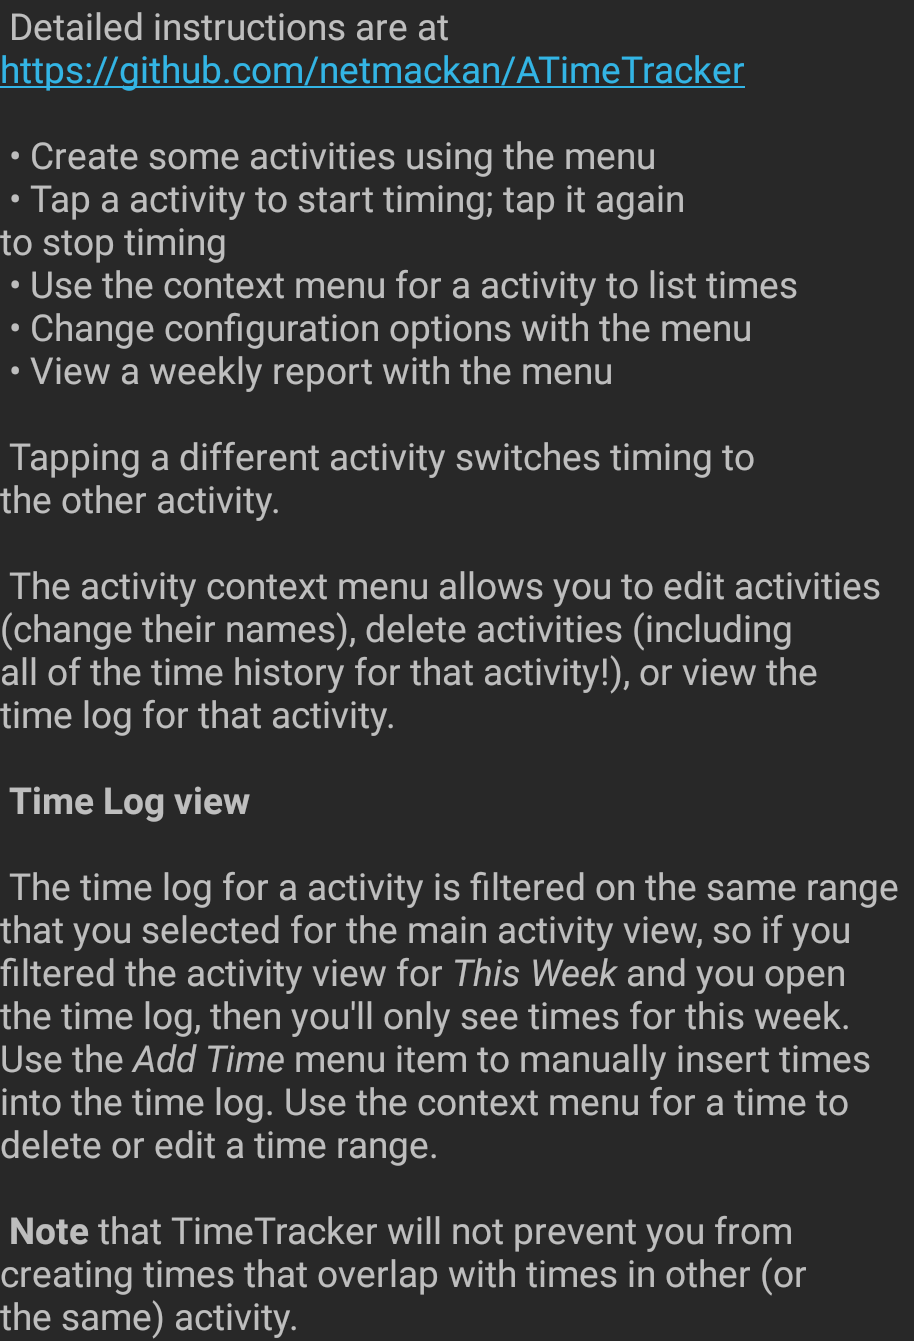 Detailed instructions are at
https://github.com/netmackan/ATimeTracker
• Create some activities using the menu
• Tap a activity to start timing; tap it again
to stop timing
• Use the context menu for a activity to list times
• Change configuration options with the menu
• View a weekly report with the menu
Tapping a different activity switches timing to
the other activity.
The activity context menu allows you to edit activities
(change their names), delete activities (including
all of the time history for that activity!), or view the
time log for that activity.
Time Log view
The time log for a activity is filtered on the same range
that you selected for the main activity view, so if you
filtered the activity view for This Week and you open
the time log, then you'll only see times for this week.
Use the Add Time menu item to manually insert times
into the time log. Use the context menu for a time to
delete or edit a time range.
Note that TimeTracker will not prevent you from
creating times that overlap with times in other (or
the same) activity.